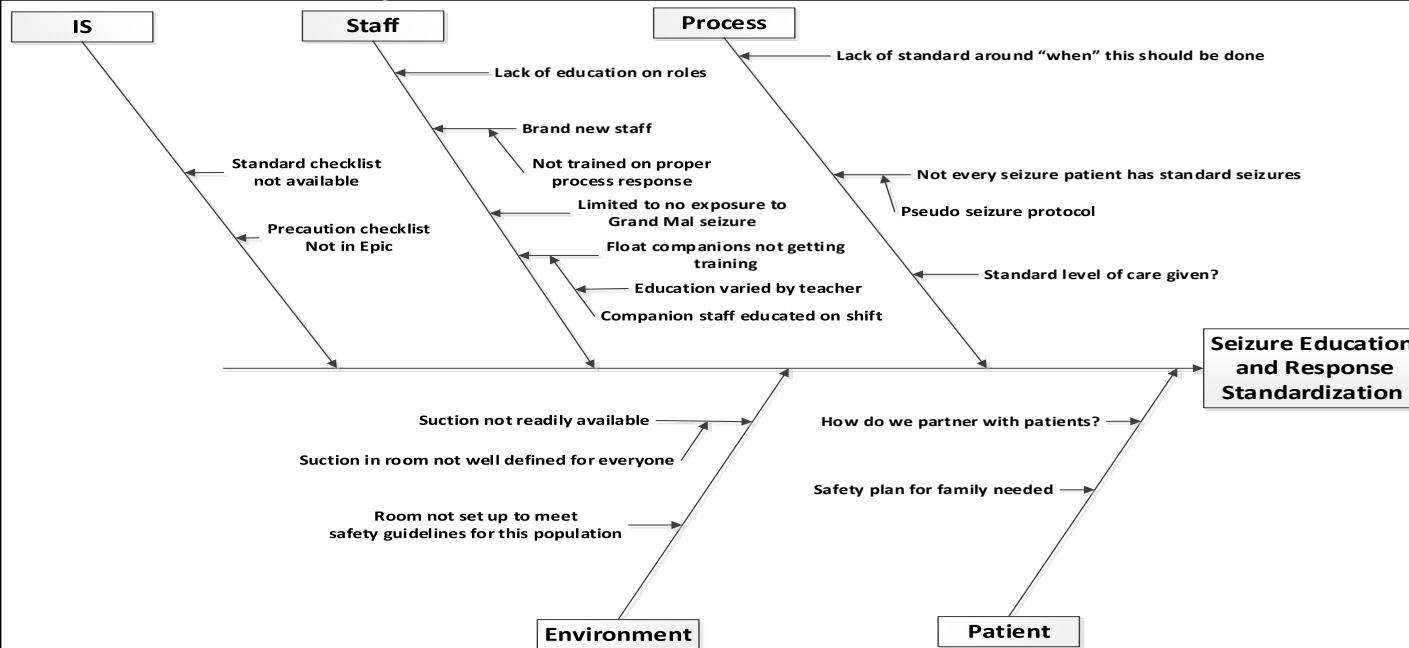 IS
Staff
Process
Lack of standard around “when” this should be done
Lack of education on roles
Brand new staff
Not trained on proper
process response
Standard checklist
not available
Not every seizure patient has standard seizures
Pseudo seizure protocol
Limited to no exposure to
Grand Mal seizure
Precaution checklist
Not in Epic
Float companions not getting
training
Standard level of care given?
Education varied by teacher
Companion staff educated on shift
Seizure Education
and Response
Standardization
Suction not readily available
Suction in room not well defined for everyone
Room not set up to meet
safety guidelines for this population
How do we partner with patients?
Safety plan for family needed
Environment
Patient